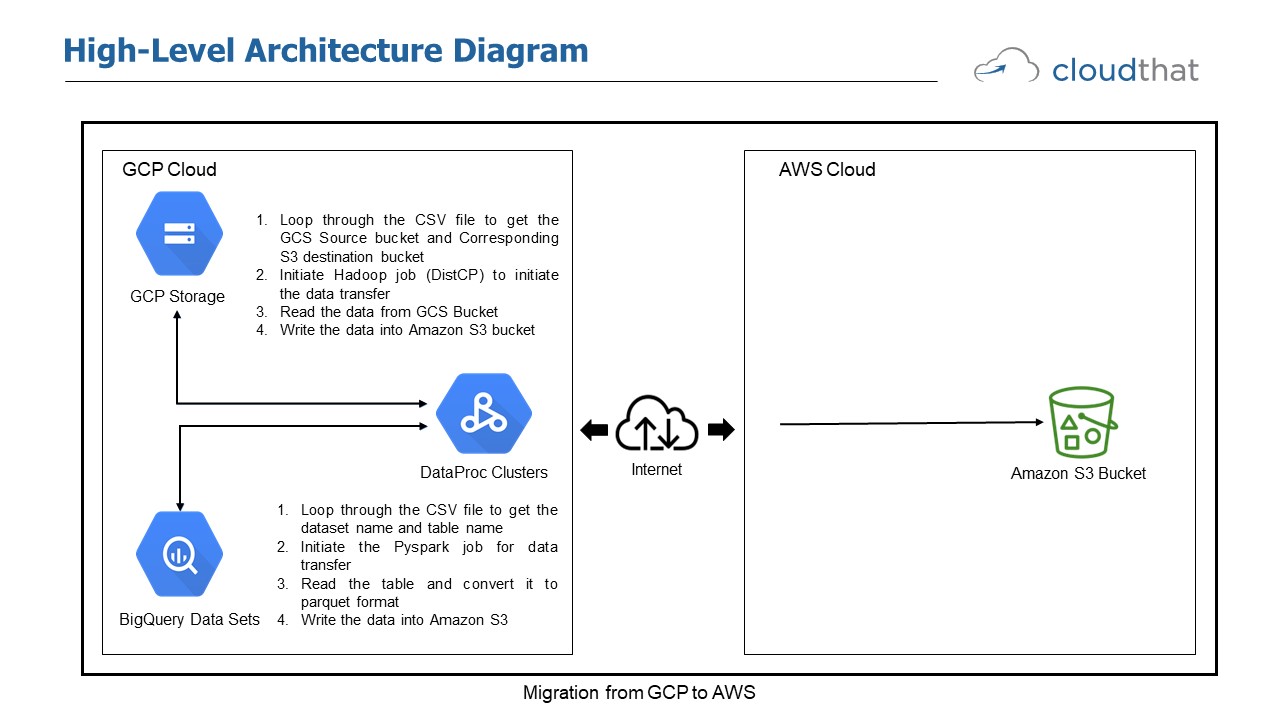 High-Level Architecture Diagram
cloudthat
GCP Cloud
AWS Cloud
1. Loop through the CSV file to get the
GCS Source bucket and Corresponding
S3 destination bucket
2. Initiate Hadoop job (DistCP) to initiate
the data transfer
3. Read the data from GCS Bucket
4. Write the data into Amazon S3 bucket
GCP Storage
DataProc Clusters
Internet
Amazon S3 Bucket
1. Loop through the CSV file to get the
dataset name and table name
2. Initiate the Pyspark job for data
transfer
3. Read the table and convert it to
parquet format
4. Write the data into Amazon S3
BigQuery Data Sets
Migration from GCP to AWS